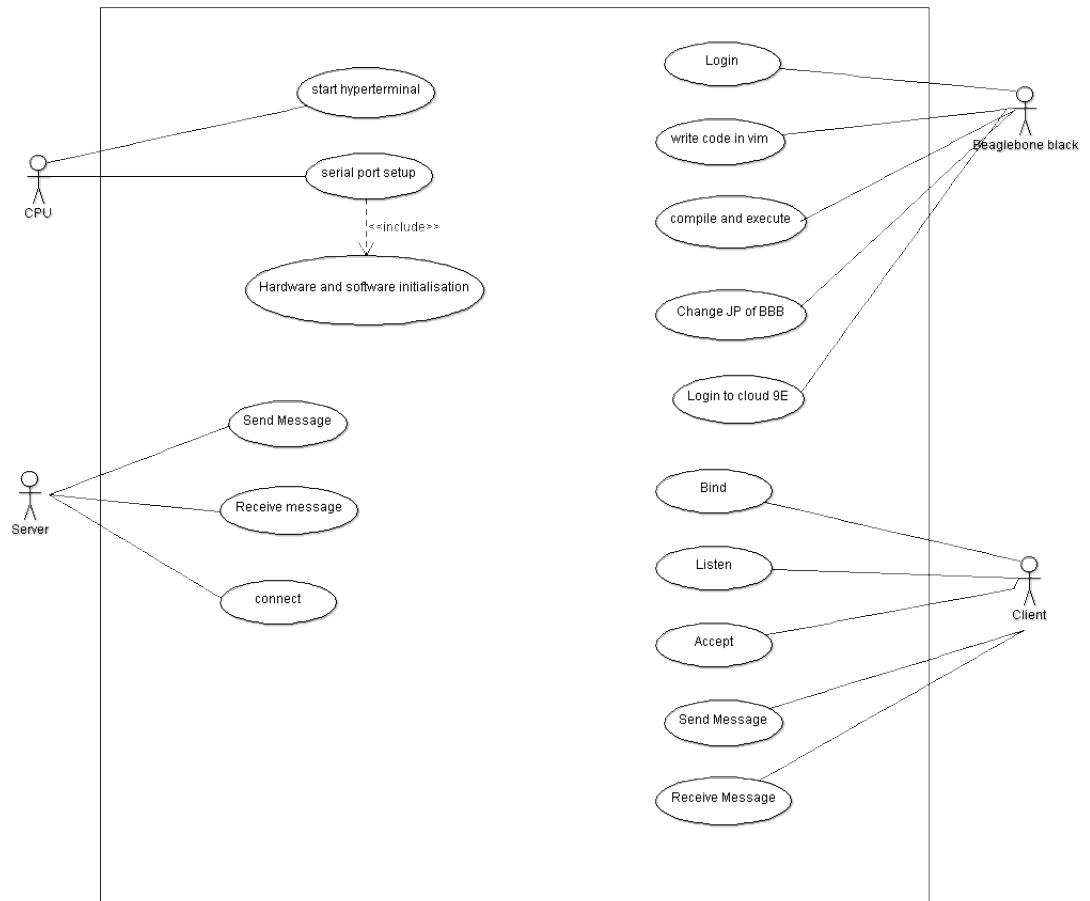 Login
start hyperterminal
write code in vim
Beaglebone black
serial port setup
CPU
compile and execute
<<include>>
Hardware and software initialisation
Change JP of BBB
Login to cloud 9E
Send Message
Bind
Receive message
Server
Listen
connect
Client
Accept
Send Message
Receive Message